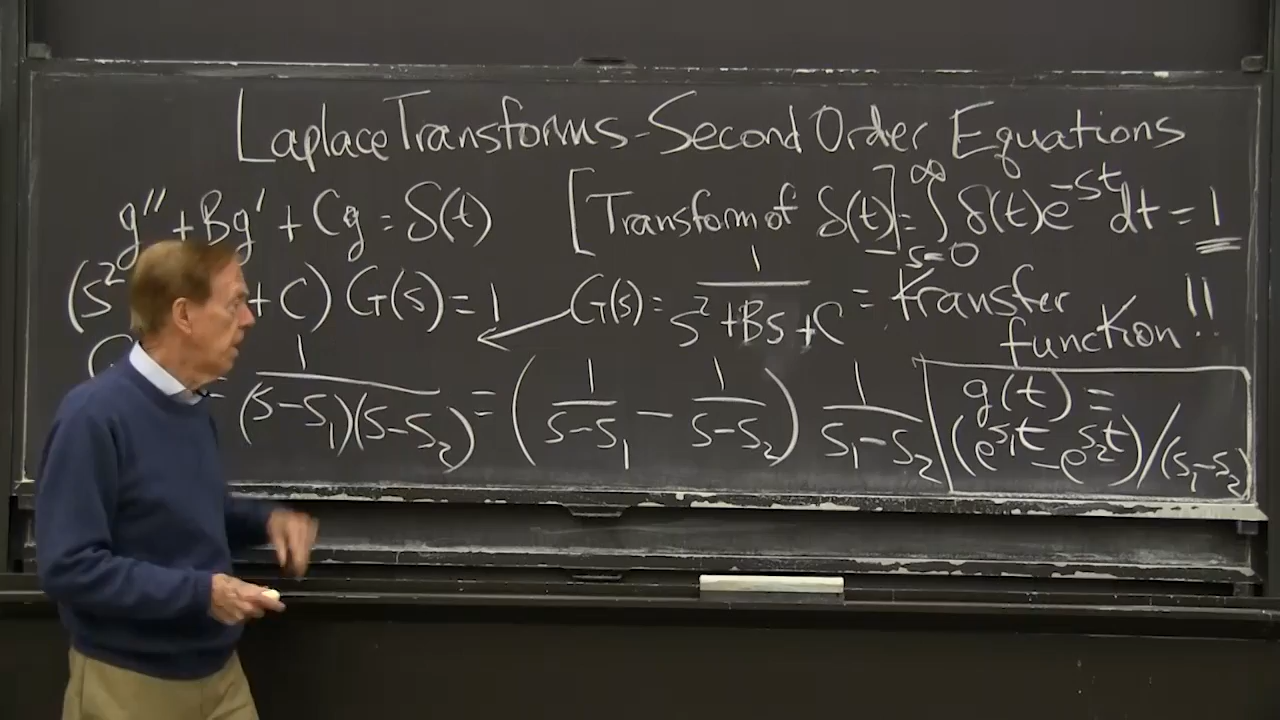 Laplace Transforms - Second Order Equations
g'' + Bg' + Cg = δ(t) [Transform of δ(t)] = ∫_{s=0}^{∞} δ(t)e^{-st}dt = 1
(s² + C) G(s) = 1 ← G(s) = 1/(s² + Bs + C) = transfer function!!
= 1/((s-s₁)(s-s₂)) = (1/(s-s₁) - 1/(s-s₂)) 1/(s₁-s₂)
g(t) =
(e^{s₁t} - e^{s₂t})/(s₁-s₂)